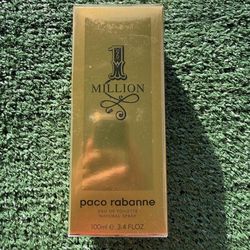 1
MILLION
paco rabanne
EAU DE TOILETTE
NATURAL SPRAY
100ml e 3.4 FL.OZ.